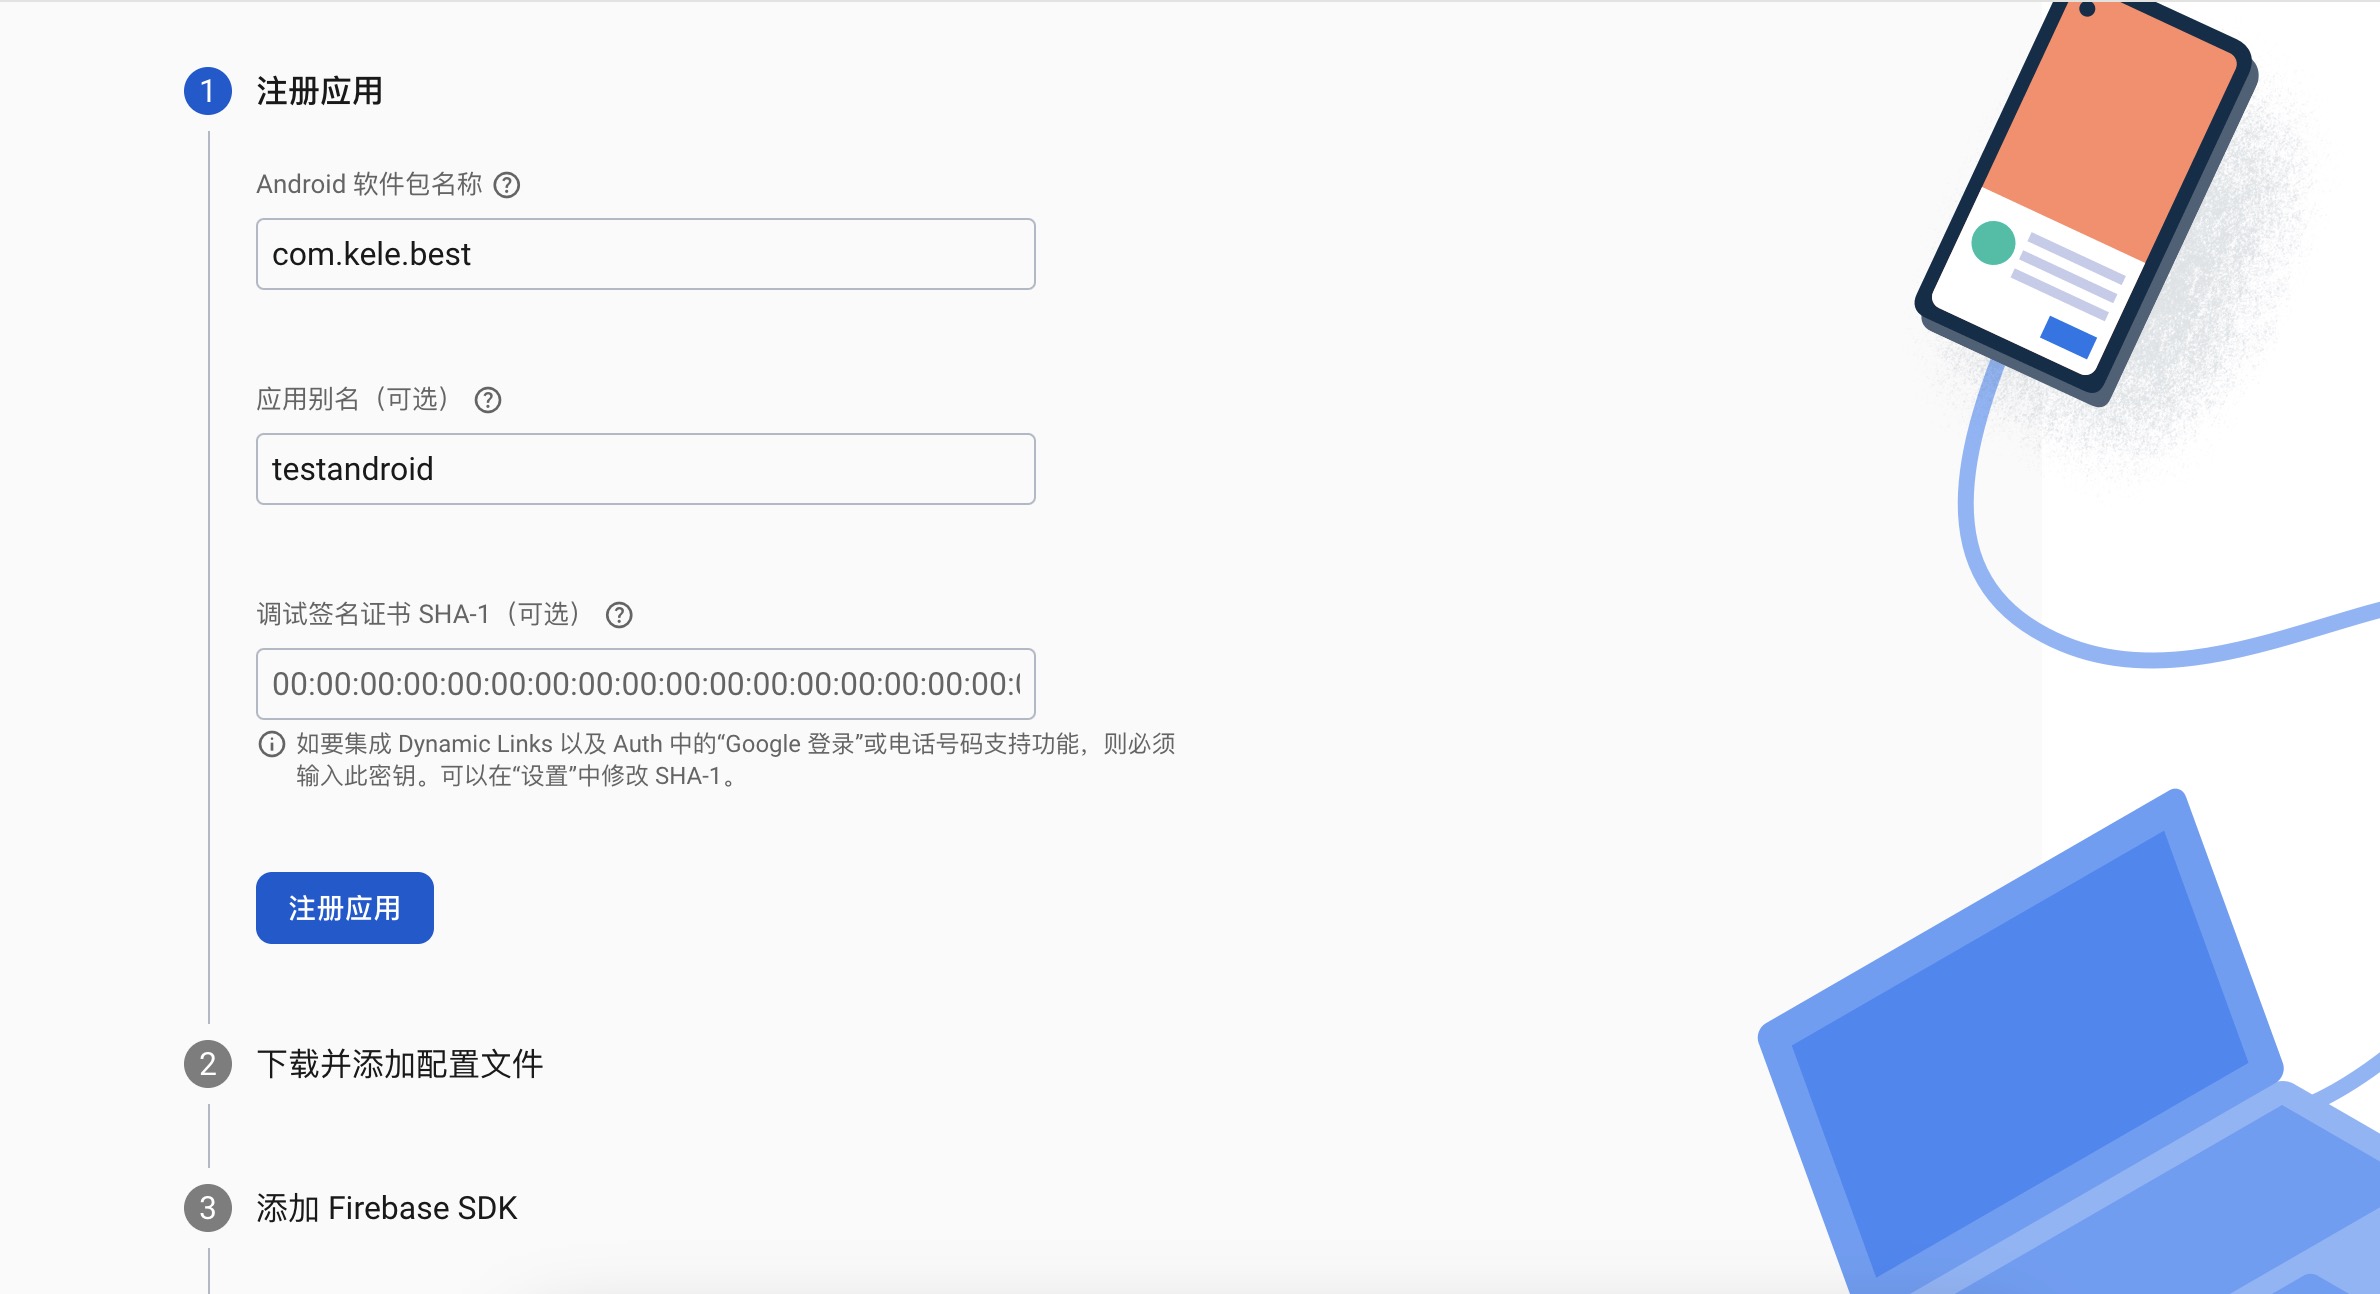 1 注册应用
Android 软件包名称
com.kele.best
应用别名（可选）
testandroid
调试签名证书 SHA-1（可选）
00:00:00:00:00:00:00:00:00:00:00:00:00:00:00:00:00:0
如要集成 Dynamic Links 以及 Auth 中的“Google 登录”或电话号码支持功能，则必须
输入此密钥。可以在“设置”中修改 SHA-1。
注册应用
2 下载并添加配置文件
3 添加 Firebase SDK